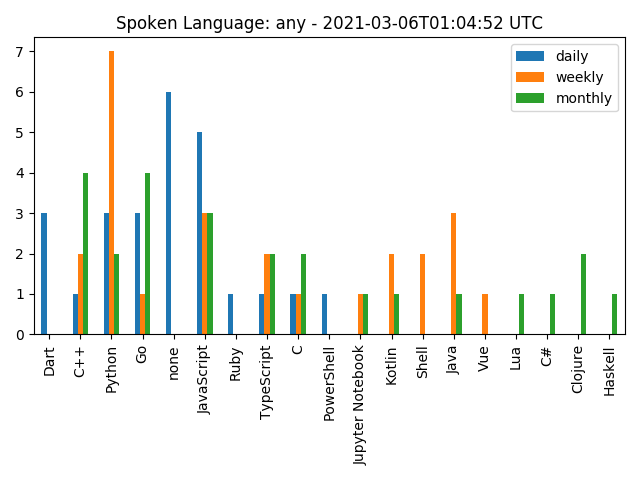 Spoken Language: any - 2021-03-06T01:04:52 UTC
daily
weekly
monthly
7
6
5
4
3
2
1
0
Dart
C++
Python
Go
none
JavaScript
Ruby
TypeScript
C
PowerShell
Jupyter Notebook
Kotlin
Shell
Java
Vue
Lua
C#
Clojure
Haskell